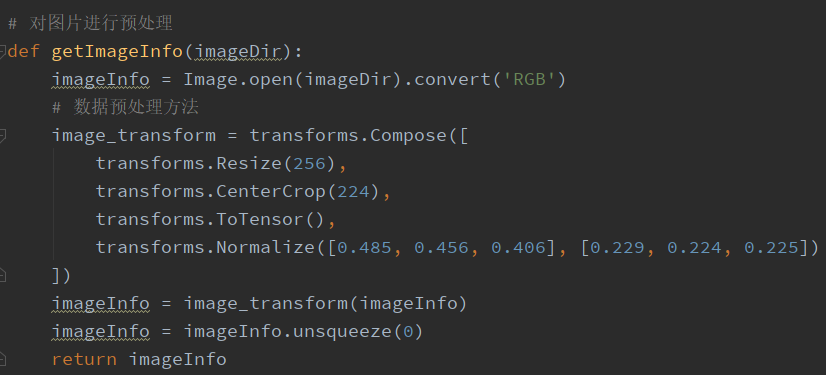 # 对图片进行预处理
def getImageInfo(imageDir):
    imageInfo = Image.open(imageDir).convert('RGB')
    # 数据预处理方法
    image_transform = transforms.Compose([
        transforms.Resize(256),
        transforms.CenterCrop(224),
        transforms.ToTensor(),
        transforms.Normalize([0.485, 0.456, 0.406], [0.229, 0.224, 0.225])
    ])
    imageInfo = image_transform(imageInfo)
    imageInfo = imageInfo.unsqueeze(0)
    return imageInfo